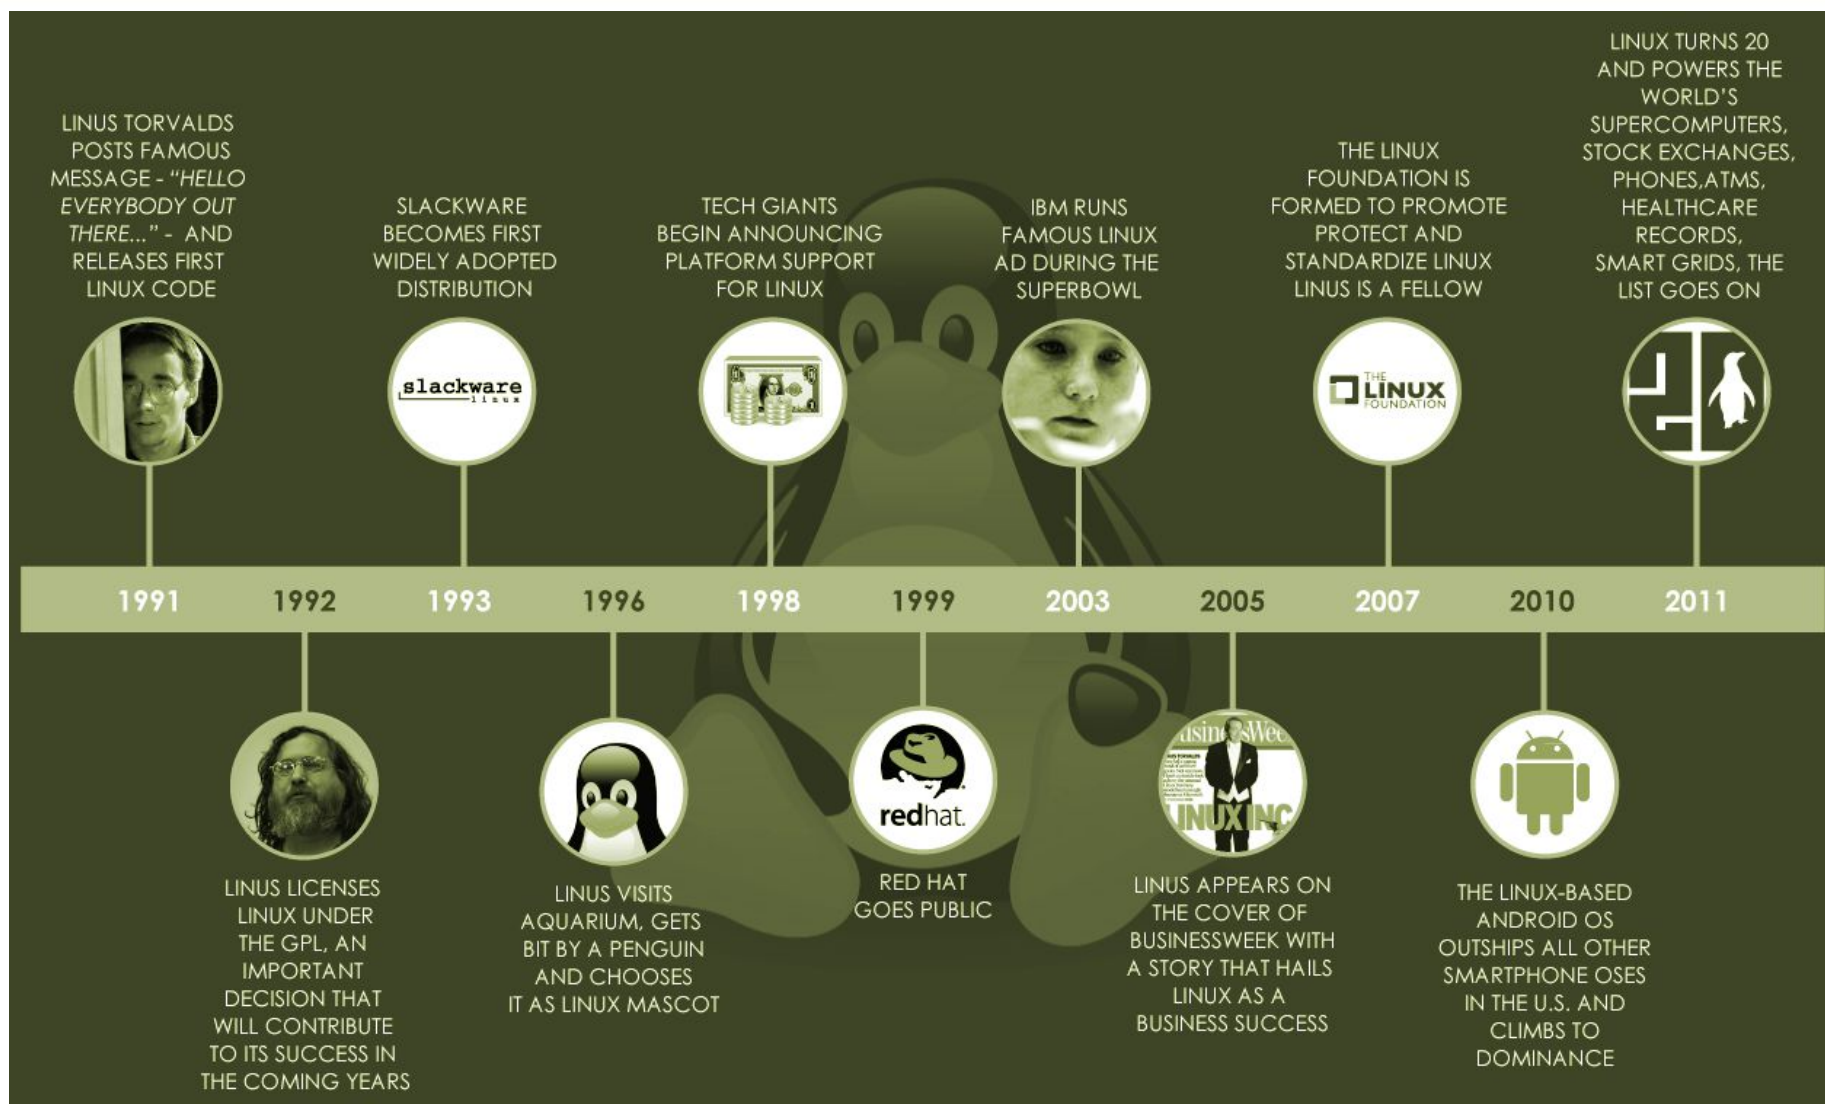 LINUS TORVALDS
POSTS FAMOUS
MESSAGE - “HELLO
EVERYBODY OUT
THERE...” - AND
RELEASES FIRST
LINUX CODE
SLACKWARE
BECOMES FIRST
WIDELY ADOPTED
DISTRIBUTION
slackware
linux
TECH GIANTS
BEGIN ANNOUNCING
PLATFORM SUPPORT
FOR LINUX
IBM RUNS
FAMOUS LINUX
AD DURING THE
SUPERBOWL
THE LINUX
FOUNDATION IS
FORMED TO PROMOTE
PROTECT AND
STANDARDIZE LINUX
LINUS IS A FELLOW
THE
LINUX
FOUNDATION
LINUX TURNS 20
AND POWERS THE
WORLD’S
SUPERCOMPUTERS,
STOCK EXCHANGES,
PHONES,ATMS,
HEALTHCARE
RECORDS,
SMART GRIDS, THE
LIST GOES ON
1991 1992 1993 1996 1998 1999 2003 2005 2007 2010 2011
LINUS LICENSES
LINUX UNDER
THE GPL, AN
IMPORTANT
DECISION THAT
WILL CONTRIBUTE
TO ITS SUCCESS IN
THE COMING YEARS
LINUS VISITS
AQUARIUM, GETS
BIT BY A PENGUIN
AND CHOOSES
IT AS LINUX MASCOT
redhat.
RED HAT
GOES PUBLIC
LINUX INC
LINUS APPEARS ON
THE COVER OF
BUSINESSWEEK WITH
A STORY THAT HAILS
LINUX AS A
BUSINESS SUCCESS
THE LINUX-BASED
ANDROID OS
OUTSHIPS ALL OTHER
SMARTPHONE OSES
IN THE U.S. AND
CLIMBS TO
DOMINANCE